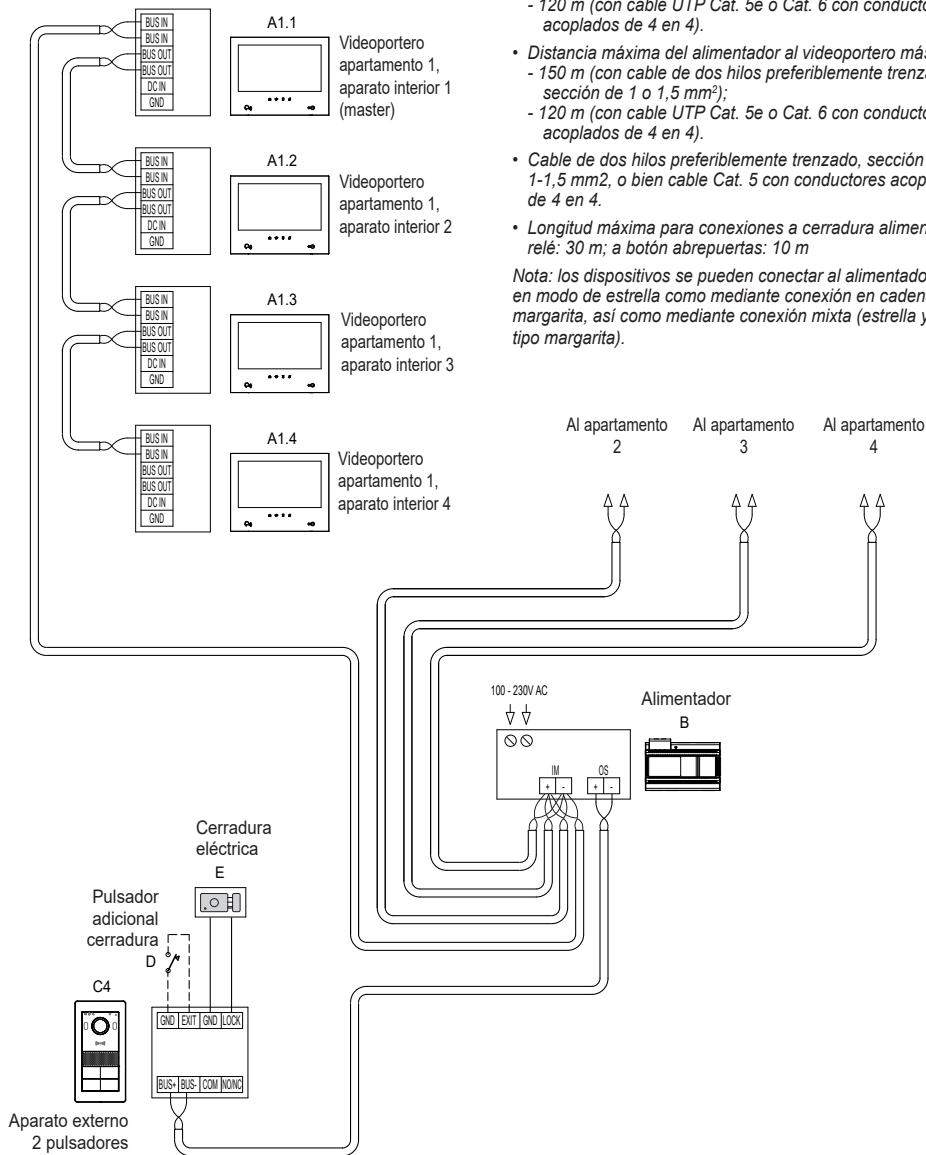 BUS IN
BUS IN
BUS OUT
BUS OUT
DC IN
GND
A1.1
Videoportero
apartamento 1,
aparato interior 1
(master)
BUS IN
BUS IN
BUS OUT
BUS OUT
DC IN
GND
A1.2
Videoportero
apartamento 1,
aparato interior 2
BUS IN
BUS IN
BUS OUT
BUS OUT
DC IN
GND
A1.3
Videoportero
apartamento 1,
aparato interior 3
BUS IN
BUS IN
BUS OUT
BUS OUT
DC IN
GND
A1.4
Videoportero
apartamento 1,
aparato interior 4
- 120 m (con cable UTP Cat. 5e o Cat. 6 con conducto
acoplados de 4 en 4).
• Distancia máxima del alimentador al videoportero más
- 150 m (con cable de dos hilos preferiblemente trenza
sección de 1 o 1,5 mm²);
- 120 m (con cable UTP Cat. 5e o Cat. 6 con conducto
acoplados de 4 en 4).
• Cable de dos hilos preferiblemente trenzado, sección
1-1,5 mm2, o bien cable Cat. 5 con conductores acop
de 4 en 4.
• Longitud máxima para conexiones a cerradura alimen
relé: 30 m; a botón abrepuertas: 10 m
Nota: los dispositivos se pueden conectar al alimentado
en modo de estrella como mediante conexión en caden
margarita, así como mediante conexión mixta (estrella y
tipo margarita).
Al apartamento
2
Al apartamento
3
Al apartamento
4
100 - 230V AC
IM
+ -
OS
+ -
Alimentador
B
Cerradura
eléctrica
E
Pulsador
adicional
cerradura
D
C4
GND EXIT GND LOCK
BUS+ BUS- COM NO/NC
Aparato externo
2 pulsadores